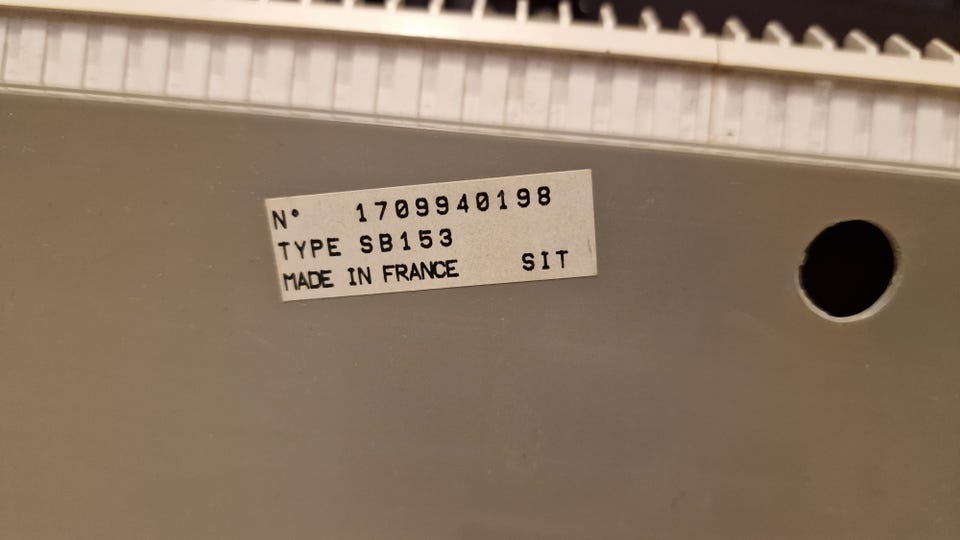 N° 1709940198
TYPE SB153
MADE IN FRANCE SIT